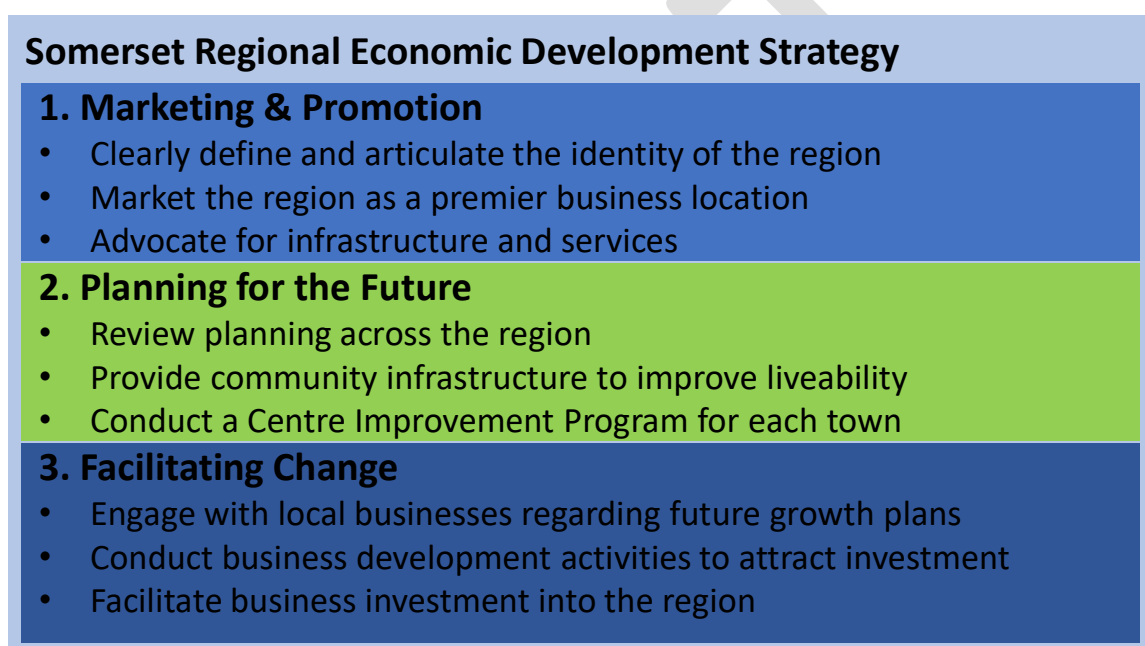 Somerset Regional Economic Development Strategy
1. Marketing & Promotion
• Clearly define and articulate the identity of the region
• Market the region as a premier business location
• Advocate for infrastructure and services
2. Planning for the Future
• Review planning across the region
• Provide community infrastructure to improve liveability
• Conduct a Centre Improvement Program for each town
3. Facilitating Change
• Engage with local businesses regarding future growth plans
• Conduct business development activities to attract investment
• Facilitate business investment into the region